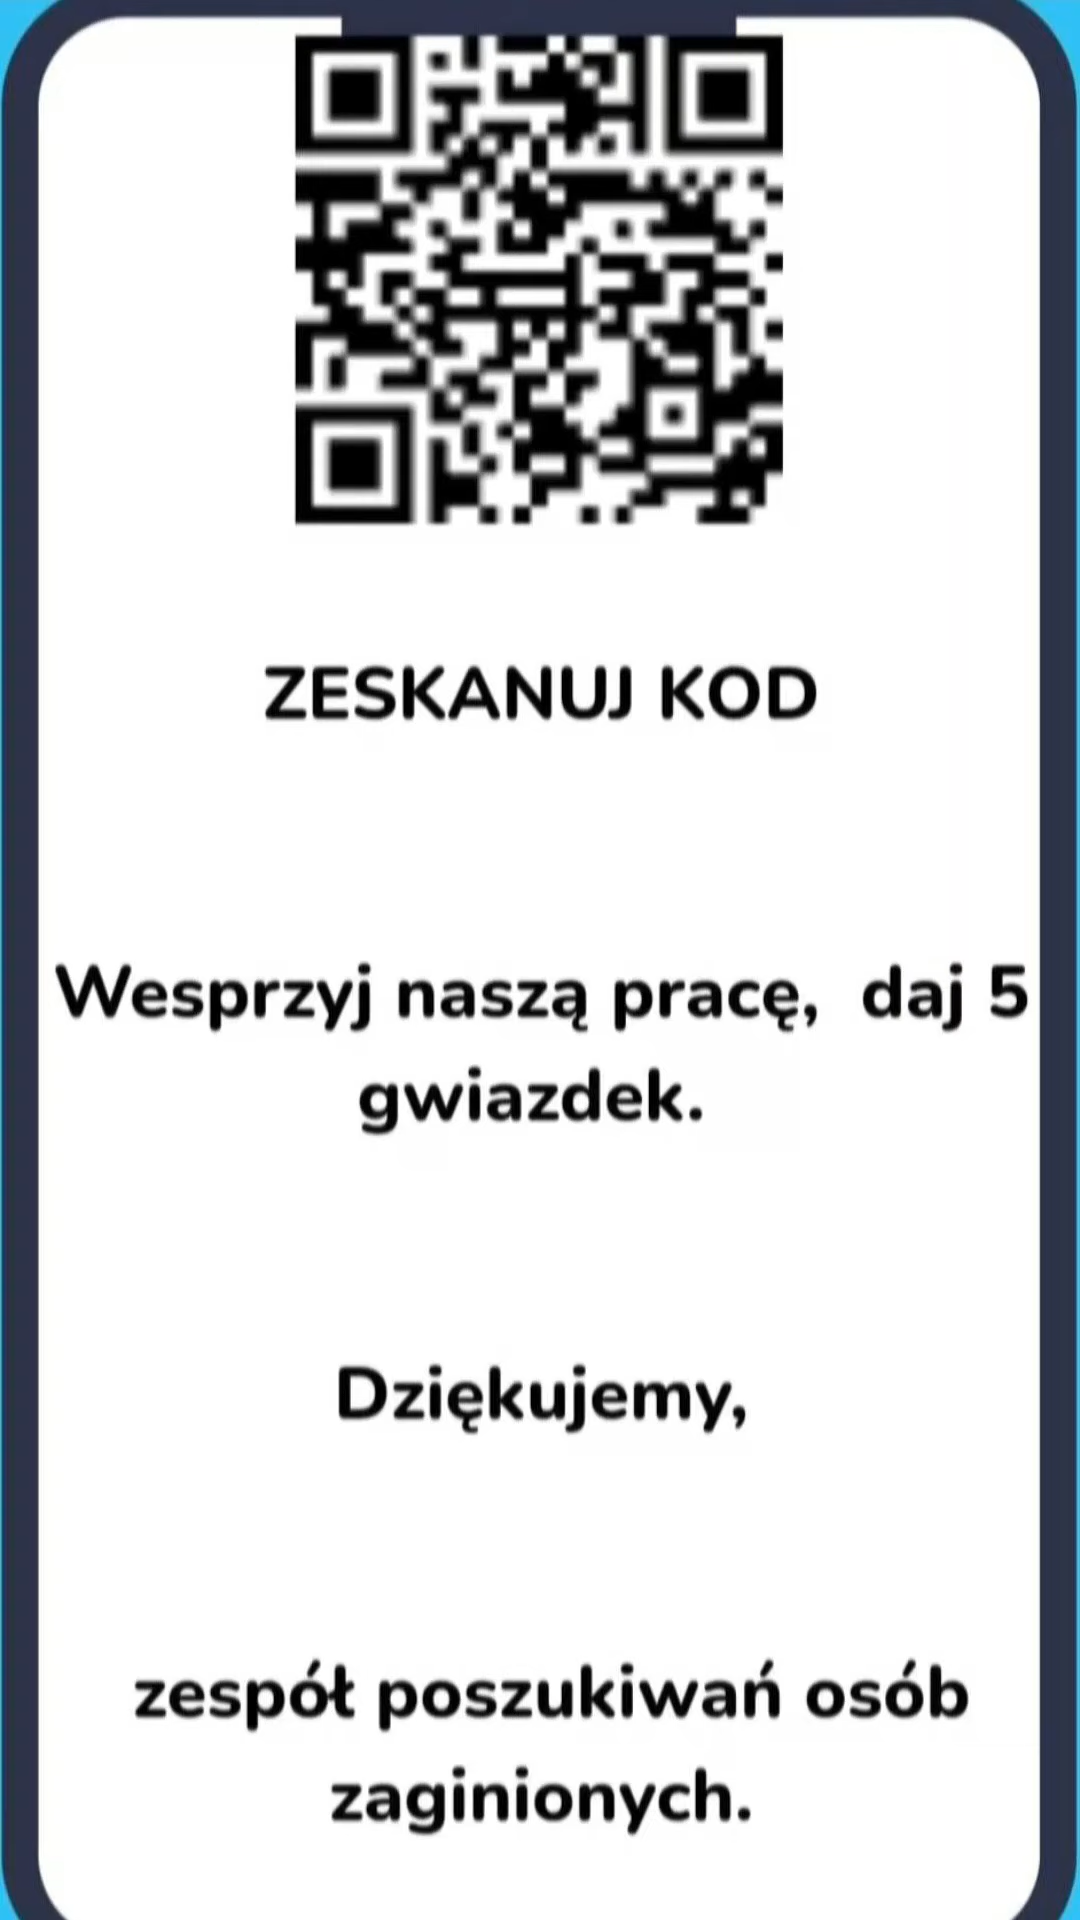 ZESKANUJ KOD
Wesprzyj naszą pracę, daj 5
gwiazdek.
Dziękujemy,
zespół poszukiwań osób
zaginionych.